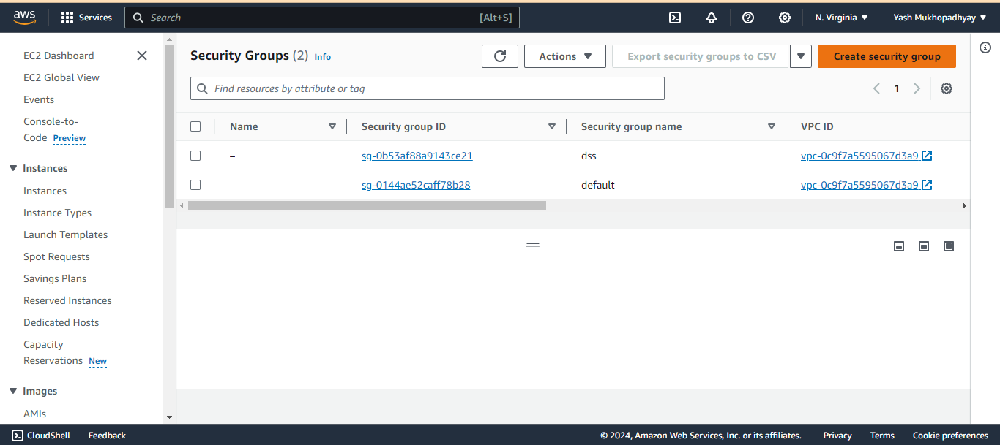 aws
Services
Search [Alt+S]
N. Virginia
Yash Mukhopadhyay
EC2 Dashboard
EC2 Global View
Events
Console-to-
Code Preview
Instances
Instances
Instance Types
Launch Templates
Spot Requests
Savings Plans
Reserved Instances
Dedicated Hosts
Capacity
Reservations New
Images
AMIs
Security Groups (2) Info
Actions
Export security groups to CSV
Create security group
Find resources by attribute or tag
1
Name Security group ID Security group name VPC ID
– sg-0b53af88a9143ce21 dss vpc-0c9f7a5595067d3a9
– sg-0144ae52caff78b28 default vpc-0c9f7a5595067d3a9
CloudShell Feedback © 2024, Amazon Web Services, Inc. or its affiliates. Privacy Terms Cookie preferences